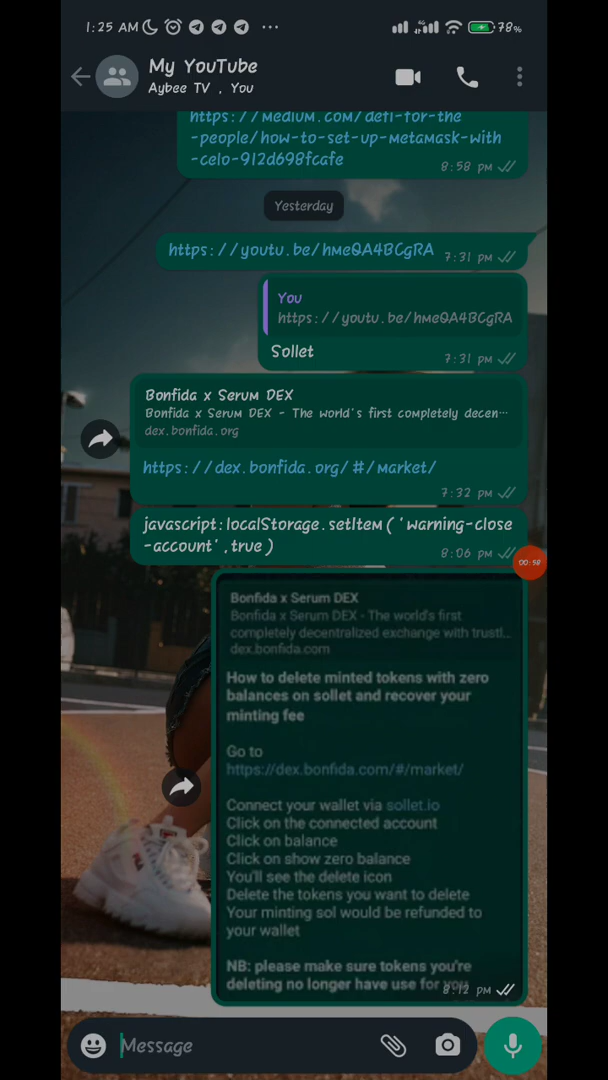 1:25 AM ... 78%
My YouTube
Aybee TV , You
https://medium.com/defi-for-the
-people/how-to-set-up-metamask-with
-celo-912d698fcafe
8:58 PM
Yesterday
https://youtu.be/hmeQA4BCgRA 7:31 PM
You
https://youtu.be/hmeQA4BCgRA
Sollet 7:31 PM
Bonfida x Serum DEX
Bonfida x Serum DEX - The world's first completely decen...
dex.bonfida.org
https://dex.bonfida.org/#/market/
7:32 PM
javascript:localStorage.setItem('warning-close
-account',true) 8:06 PM
00:58
Bonfida x Serum DEX
Bonfida x Serum DEX - The world's first
completely decentralized exchange with trustl...
dex.bonfida.com
How to delete minted tokens with zero
balances on sollet and recover your
minting fee
Go to
https://dex.bonfida.com/#/market/
Connect your wallet via sollet.io
Click on the connected account
Click on balance
Click on show zero balance
You'll see the delete icon
Delete the tokens you want to delete
Your minting sol would be refunded to
your wallet
NB: please make sure tokens you're
deleting no longer have use for you
8:12 PM
Message